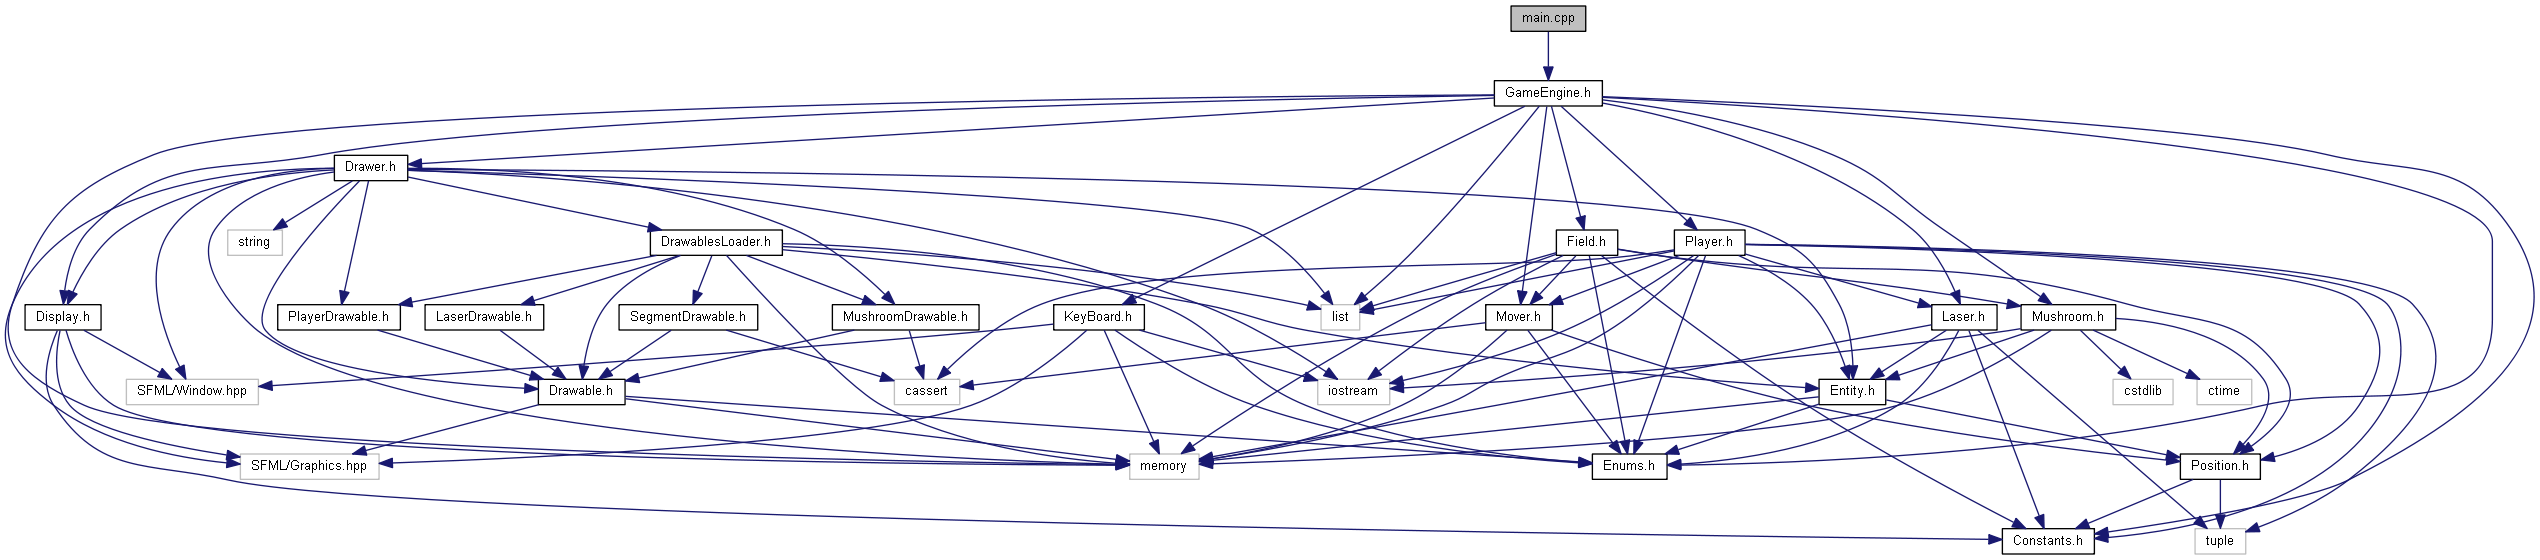 main.cpp
GameEngine.h
Drawer.h
string
DrawablesLoader.h
Field.h
Player.h
Display.h
PlayerDrawable.h
LaserDrawable.h
SegmentDrawable.h
MushroomDrawable.h
KeyBoard.h
list
Mover.h
Laser.h
Mushroom.h
SFML/Window.hpp
Drawable.h
cassert
iostream
Entity.h
cstdlib
ctime
SFML/Graphics.hpp
memory
Enums.h
Position.h
Constants.h
tuple